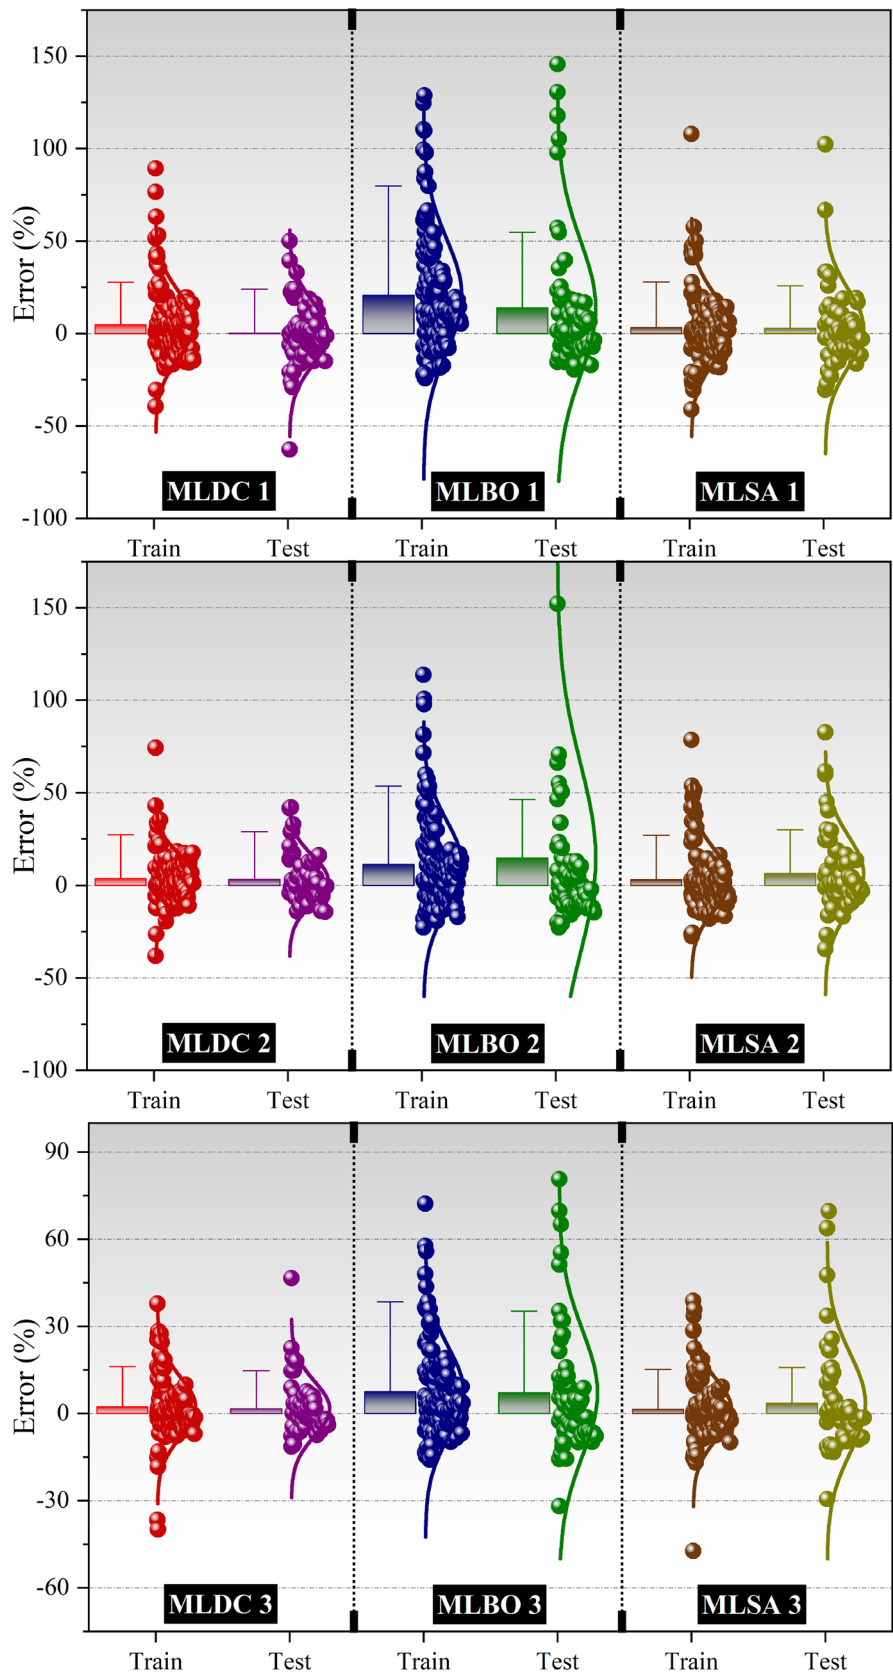 150
100
50
0
-50
-100
Error (%)
MLDC 1
MLBO 1
MLSA 1
Train Test Train Test Train Test
150
100
50
0
-50
-100
Error (%)
MLDC 2
MLBO 2
MLSA 2
Train Test Train Test Train Test
90
60
30
0
-30
-60
Error (%)
MLDC 3
MLBO 3
MLSA 3
Train Test Train Test Train Test